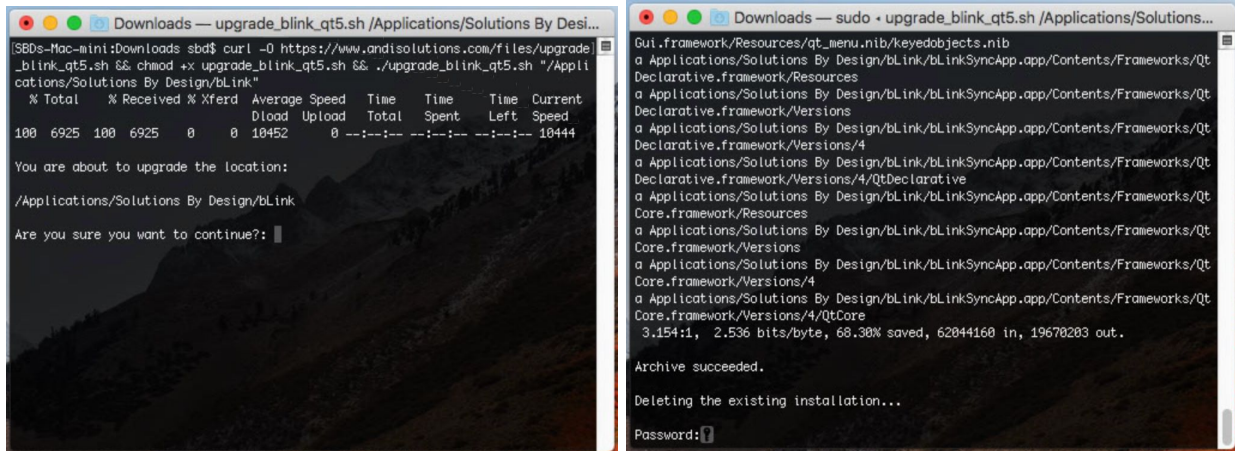 Downloads — upgrade_blink_qt5.sh /Applications/Solutions By Desi...
[SBDs-Mac-mini:Downloads sbd$ curl -O https://www.andisolutions.com/files/upgrade]
_blink_qt5.sh && chmod +x upgrade_blink_qt5.sh && ./upgrade_blink_qt5.sh "/Appli
cations/Solutions By Design/bLink"
% Total % Received % Xferd Average Speed Time Time Time Current
Dload Upload Total Spent Left Speed
100 6925 100 6925 0 0 10452 0 --:--:-- --:--:-- --:--:-- 10444
You are about to upgrade the location:
/Applications/Solutions By Design/bLink
Are you sure you want to continue?:
Downloads — sudo ◂ upgrade_blink_qt5.sh /Applications/Solutions...
Gui.framework/Resources/qt_menu.nib/keyedobjects.nib
a Applications/Solutions By Design/bLink/bLinkSyncApp.app/Contents/Frameworks/Qt
Declarative.framework/Resources
a Applications/Solutions By Design/bLink/bLinkSyncApp.app/Contents/Frameworks/Qt
Declarative.framework/Versions
a Applications/Solutions By Design/bLink/bLinkSyncApp.app/Contents/Frameworks/Qt
Declarative.framework/Versions/4
a Applications/Solutions By Design/bLink/bLinkSyncApp.app/Contents/Frameworks/Qt
Declarative.framework/Versions/4/QtDeclarative
a Applications/Solutions By Design/bLink/bLinkSyncApp.app/Contents/Frameworks/Qt
Core.framework/Resources
a Applications/Solutions By Design/bLink/bLinkSyncApp.app/Contents/Frameworks/Qt
Core.framework/Versions
a Applications/Solutions By Design/bLink/bLinkSyncApp.app/Contents/Frameworks/Qt
Core.framework/Versions/4
a Applications/Solutions By Design/bLink/bLinkSyncApp.app/Contents/Frameworks/Qt
Core.framework/Versions/4/QtCore
3.154:1, 2.536 bits/byte, 68.30% saved, 62044160 in, 19670203 out.
Archive succeeded.
Deleting the existing installation...
Password: